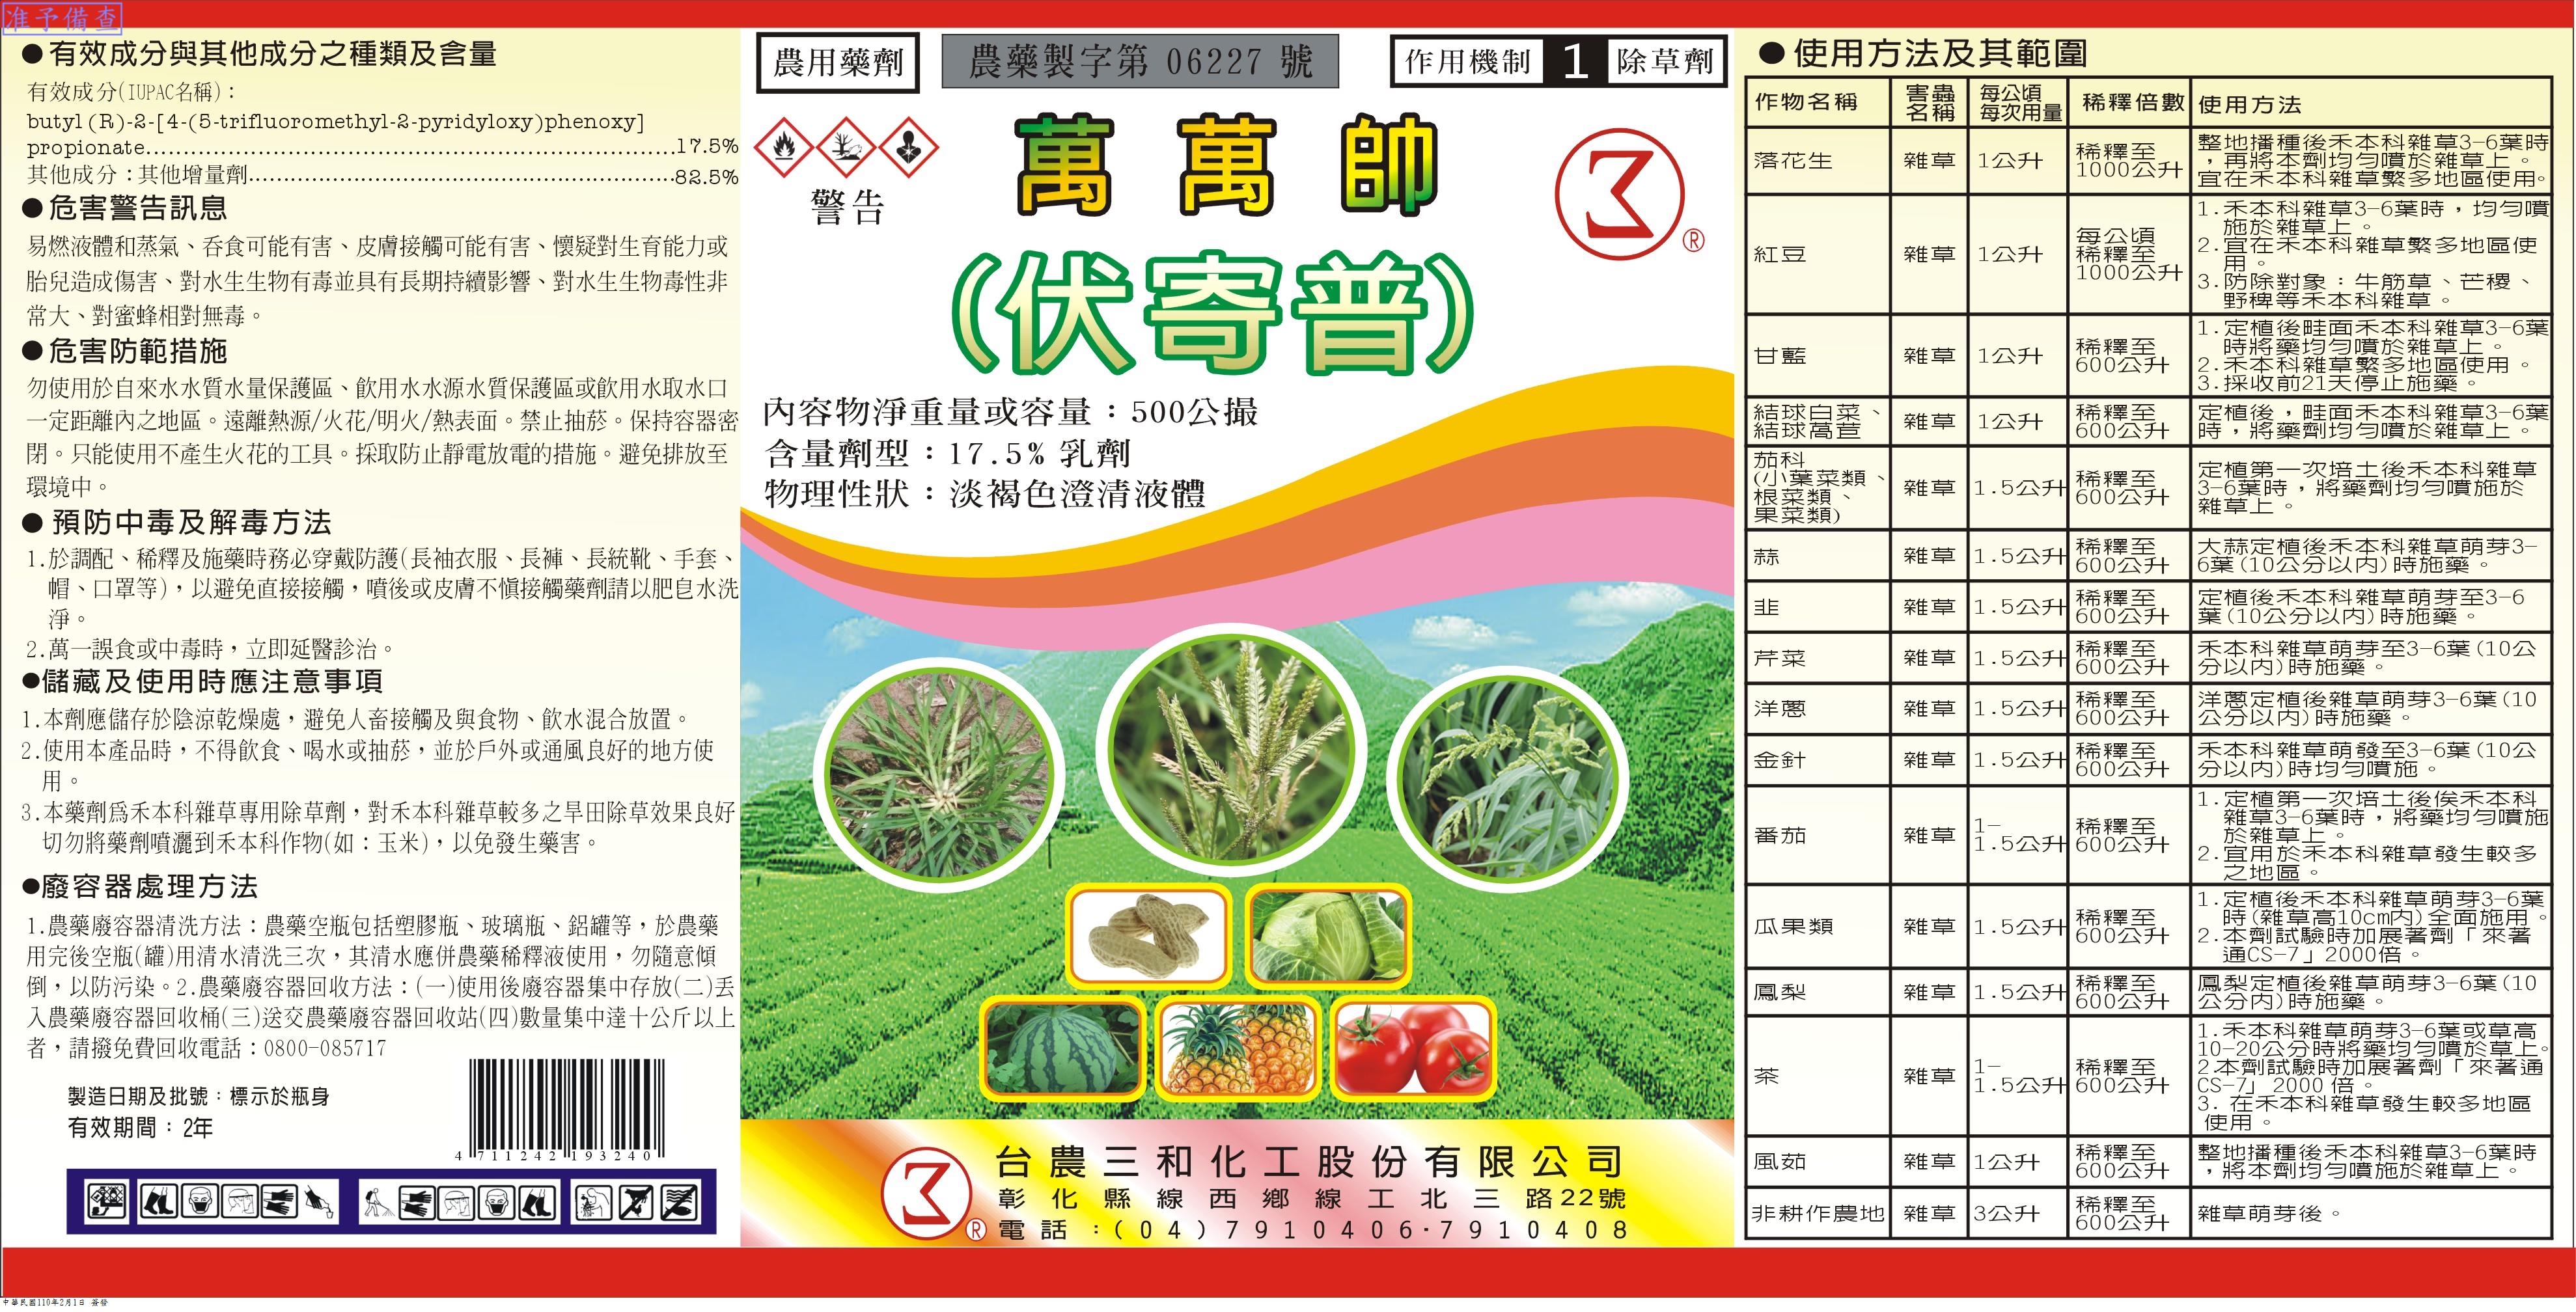 准予備查
●有效成分與其他成分之種類及含量
有效成分(IUPAC名稱)：
butyl (R)-2-[4-(5-trifluoromethyl-2-pyridyloxy)phenoxy]
propionate...............................................................................17.5%
其他成分：其他增量劑.............................................................82.5%
●危害警告訊息
易燃液體和蒸氣、吞食可能有害、皮膚接觸可能有害、懷疑對生育能力或
胎兒造成傷害、對水生生物有毒並具有長期持續影響、對水生生物毒性非
常大、對蜜蜂相對無毒。
●危害防範措施
勿使用於自來水水質水量保護區、飲用水水源水質保護區或飲用水取水口
一定距離內之地區。遠離熱源/火花/明火/熱表面。禁止抽菸。保持容器密
閉。只能使用不產生火花的工具。採取防止靜電放電的措施。避免排放至
環境中。
●預防中毒及解毒方法
1.於調配、稀釋及施藥時務必穿戴防護(長袖衣服、長褲、長統靴、手套、
帽、口罩等)，以避免直接接觸，噴後或皮膚不慎接觸藥劑請以肥皂水洗
淨。
2.萬一誤食或中毒時，立即延醫診治。
●儲藏及使用時應注意事項
1.本劑應儲存於陰涼乾燥處，避免人畜接觸及與食物、飲水混合放置。
2.使用本產品時，不得飲食、喝水或抽菸，並於戶外或通風良好的地方使
用。
3.本藥劑為禾本科雜草專用除草劑，對禾本科雜草較多之旱田除草效果良好
切勿將藥劑噴灑到禾本科作物(如：玉米)，以免發生藥害。
●廢容器處理方法
1.農藥廢容器清洗方法：農藥空瓶包括塑膠瓶、玻璃瓶、鋁罐等，於農藥
用完後空瓶(罐)用清水清洗三次，其清水應併農藥稀釋液使用，勿隨意傾
倒，以防污染。2.農藥廢容器回收方法：(一)使用後廢容器集中存放(二)丟
入農藥廢容器回收桶(三)送交農藥廢容器回收站(四)數量集中達十公斤以上
者，請撥免費回收電話：0800-085717
製造日期及批號：標示於瓶身
有效期間：2年
4 711242 193240
農用藥劑
農藥製字第 06227 號
作用機制 1 除草劑
警告
萬萬帥
®
(伏寄普)
內容物淨重量或容量：500公撮
含量劑型：17.5% 乳劑
物理性狀：淡褐色澄清液體
台農三和化工股份有限公司
彰化縣線西鄉線工北三路22號
® 電話：(04)7910406·7910408
●使用方法及其範圍
作物名稱 害蟲名稱 每公頃每次用量 稀釋倍數 使用方法
落花生 雜草 1公升 稀釋至1000公升 整地播種後禾本科雜草3-6葉時
，再將本劑均勻噴於雜草上。
宜在禾本科雜草繁多地區使用。
紅豆 雜草 1公升 每公頃稀釋至1000公升 1.禾本科雜草3-6葉時，均勻噴
施於雜草上。
2.宜在禾本科雜草繁多地區使
用。
3.防除對象：牛筋草、芒稷、
野稗等禾本科雜草。
甘藍 雜草 1公升 稀釋至600公升 1.定植後畦面禾本科雜草3-6葉
時將藥均勻噴於雜草上。
2.禾本科雜草繁多地區使用。
3.採收前21天停止施藥。
結球白菜、結球萵苣 雜草 1公升 稀釋至600公升 定植後，畦面禾本科雜草3-6葉
時，將藥劑均勻噴於雜草上。
茄科(小葉菜類、根菜類、果菜類) 雜草 1.5公升 稀釋至600公升 定植第一次培土後禾本科雜草
3-6葉時，將藥劑均勻噴施於
雜草上。
蒜 雜草 1.5公升 稀釋至600公升 大蒜定植後禾本科雜草萌芽3-
6葉(10公分以內)時施藥。
韭 雜草 1.5公升 稀釋至600公升 定植後禾本科雜草萌芽至3-6
葉(10公分以內)時施藥。
芹菜 雜草 1.5公升 稀釋至600公升 禾本科雜草萌芽至3-6葉(10公
分以內)時施藥。
洋蔥 雜草 1.5公升 稀釋至600公升 洋蔥定植後雜草萌芽3-6葉(10
公分以內)時施藥。
金針 雜草 1.5公升 稀釋至600公升 禾本科雜草萌發至3-6葉(10公
分以內)時均勻噴施。
番茄 雜草 1-1.5公升 稀釋至600公升 1.定植第一次培土後俟禾本科
雜草3-6葉時，將藥均勻噴施
於雜草上。
2.宜用於禾本科雜草發生較多
之地區。
瓜果類 雜草 1.5公升 稀釋至600公升 1.定植後禾本科雜草萌芽3-6葉
時(雜草高10cm內)全面施用。
2.本劑試驗時加展著劑「來著
通CS-7」2000倍。
鳳梨 雜草 1.5公升 稀釋至600公升 鳳梨定植後雜草萌芽3-6葉(10
公分內)時施藥。
茶 雜草 1-1.5公升 稀釋至600公升 1.禾本科雜草萌芽3-6葉或草高
10-20公分時將藥均勻噴於草上。
2.本劑試驗時加展著劑「來著通
CS-7」2000 倍。
3. 在禾本科雜草發生較多地區
使用。
風茹 雜草 1公升 稀釋至600公升 整地播種後禾本科雜草3-6葉時
，將本劑均勻噴施於雜草上。
非耕作農地 雜草 3公升 稀釋至600公升 雜草萌芽後。
中華民國110年2月1日 簽發